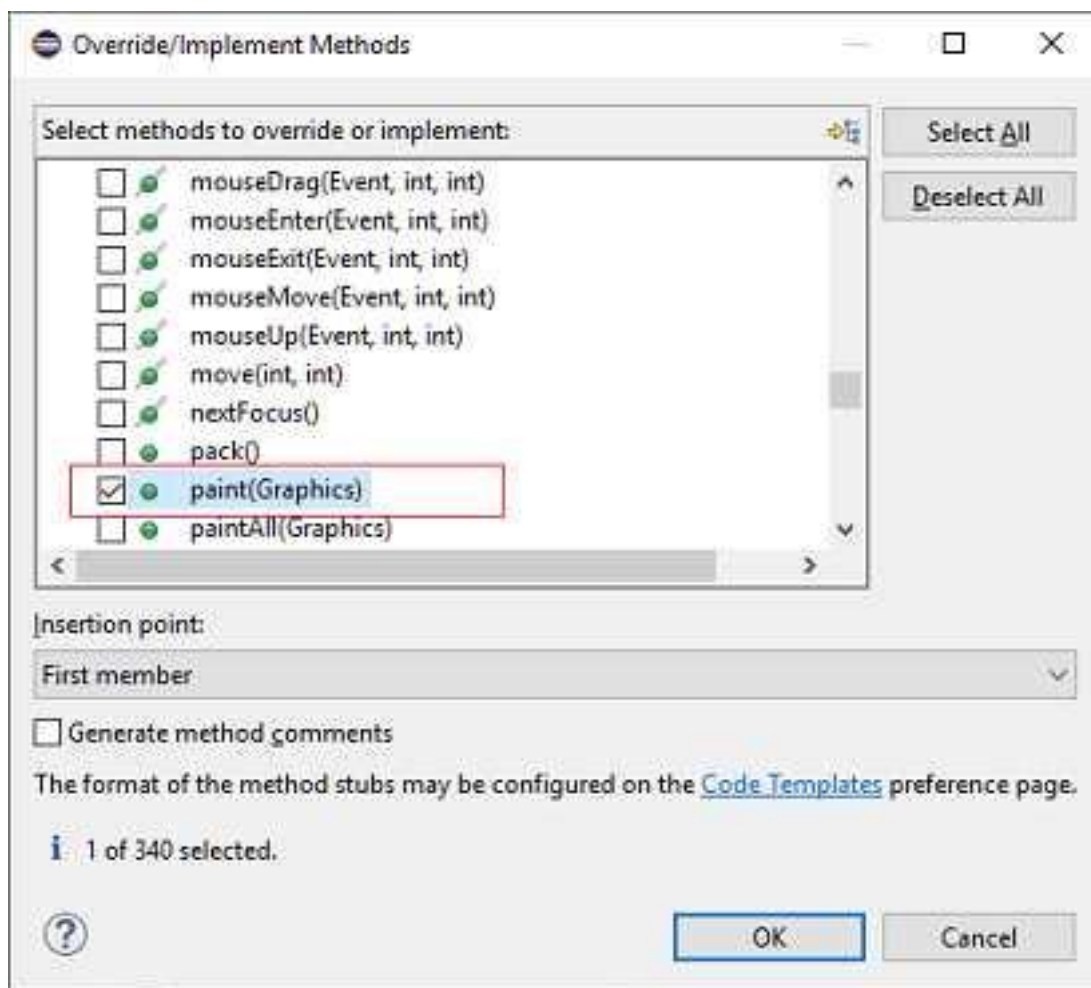 Override/Implement Methods
Select methods to override or implement:
Select All
Deselect All
mouseDrag(Event, int, int)
mouseEnter(Event, int, int)
mouseExit(Event, int, int)
mouseMove(Event, int, int)
mouseUp(Event, int, int)
move(int, int)
nextFocus()
pack()
paint(Graphics)
paintAll(Graphics)
Insertion point:
First member
Generate method comments
The format of the method stubs may be configured on the Code Templates preference page.
i 1 of 340 selected.
?
OK
Cancel